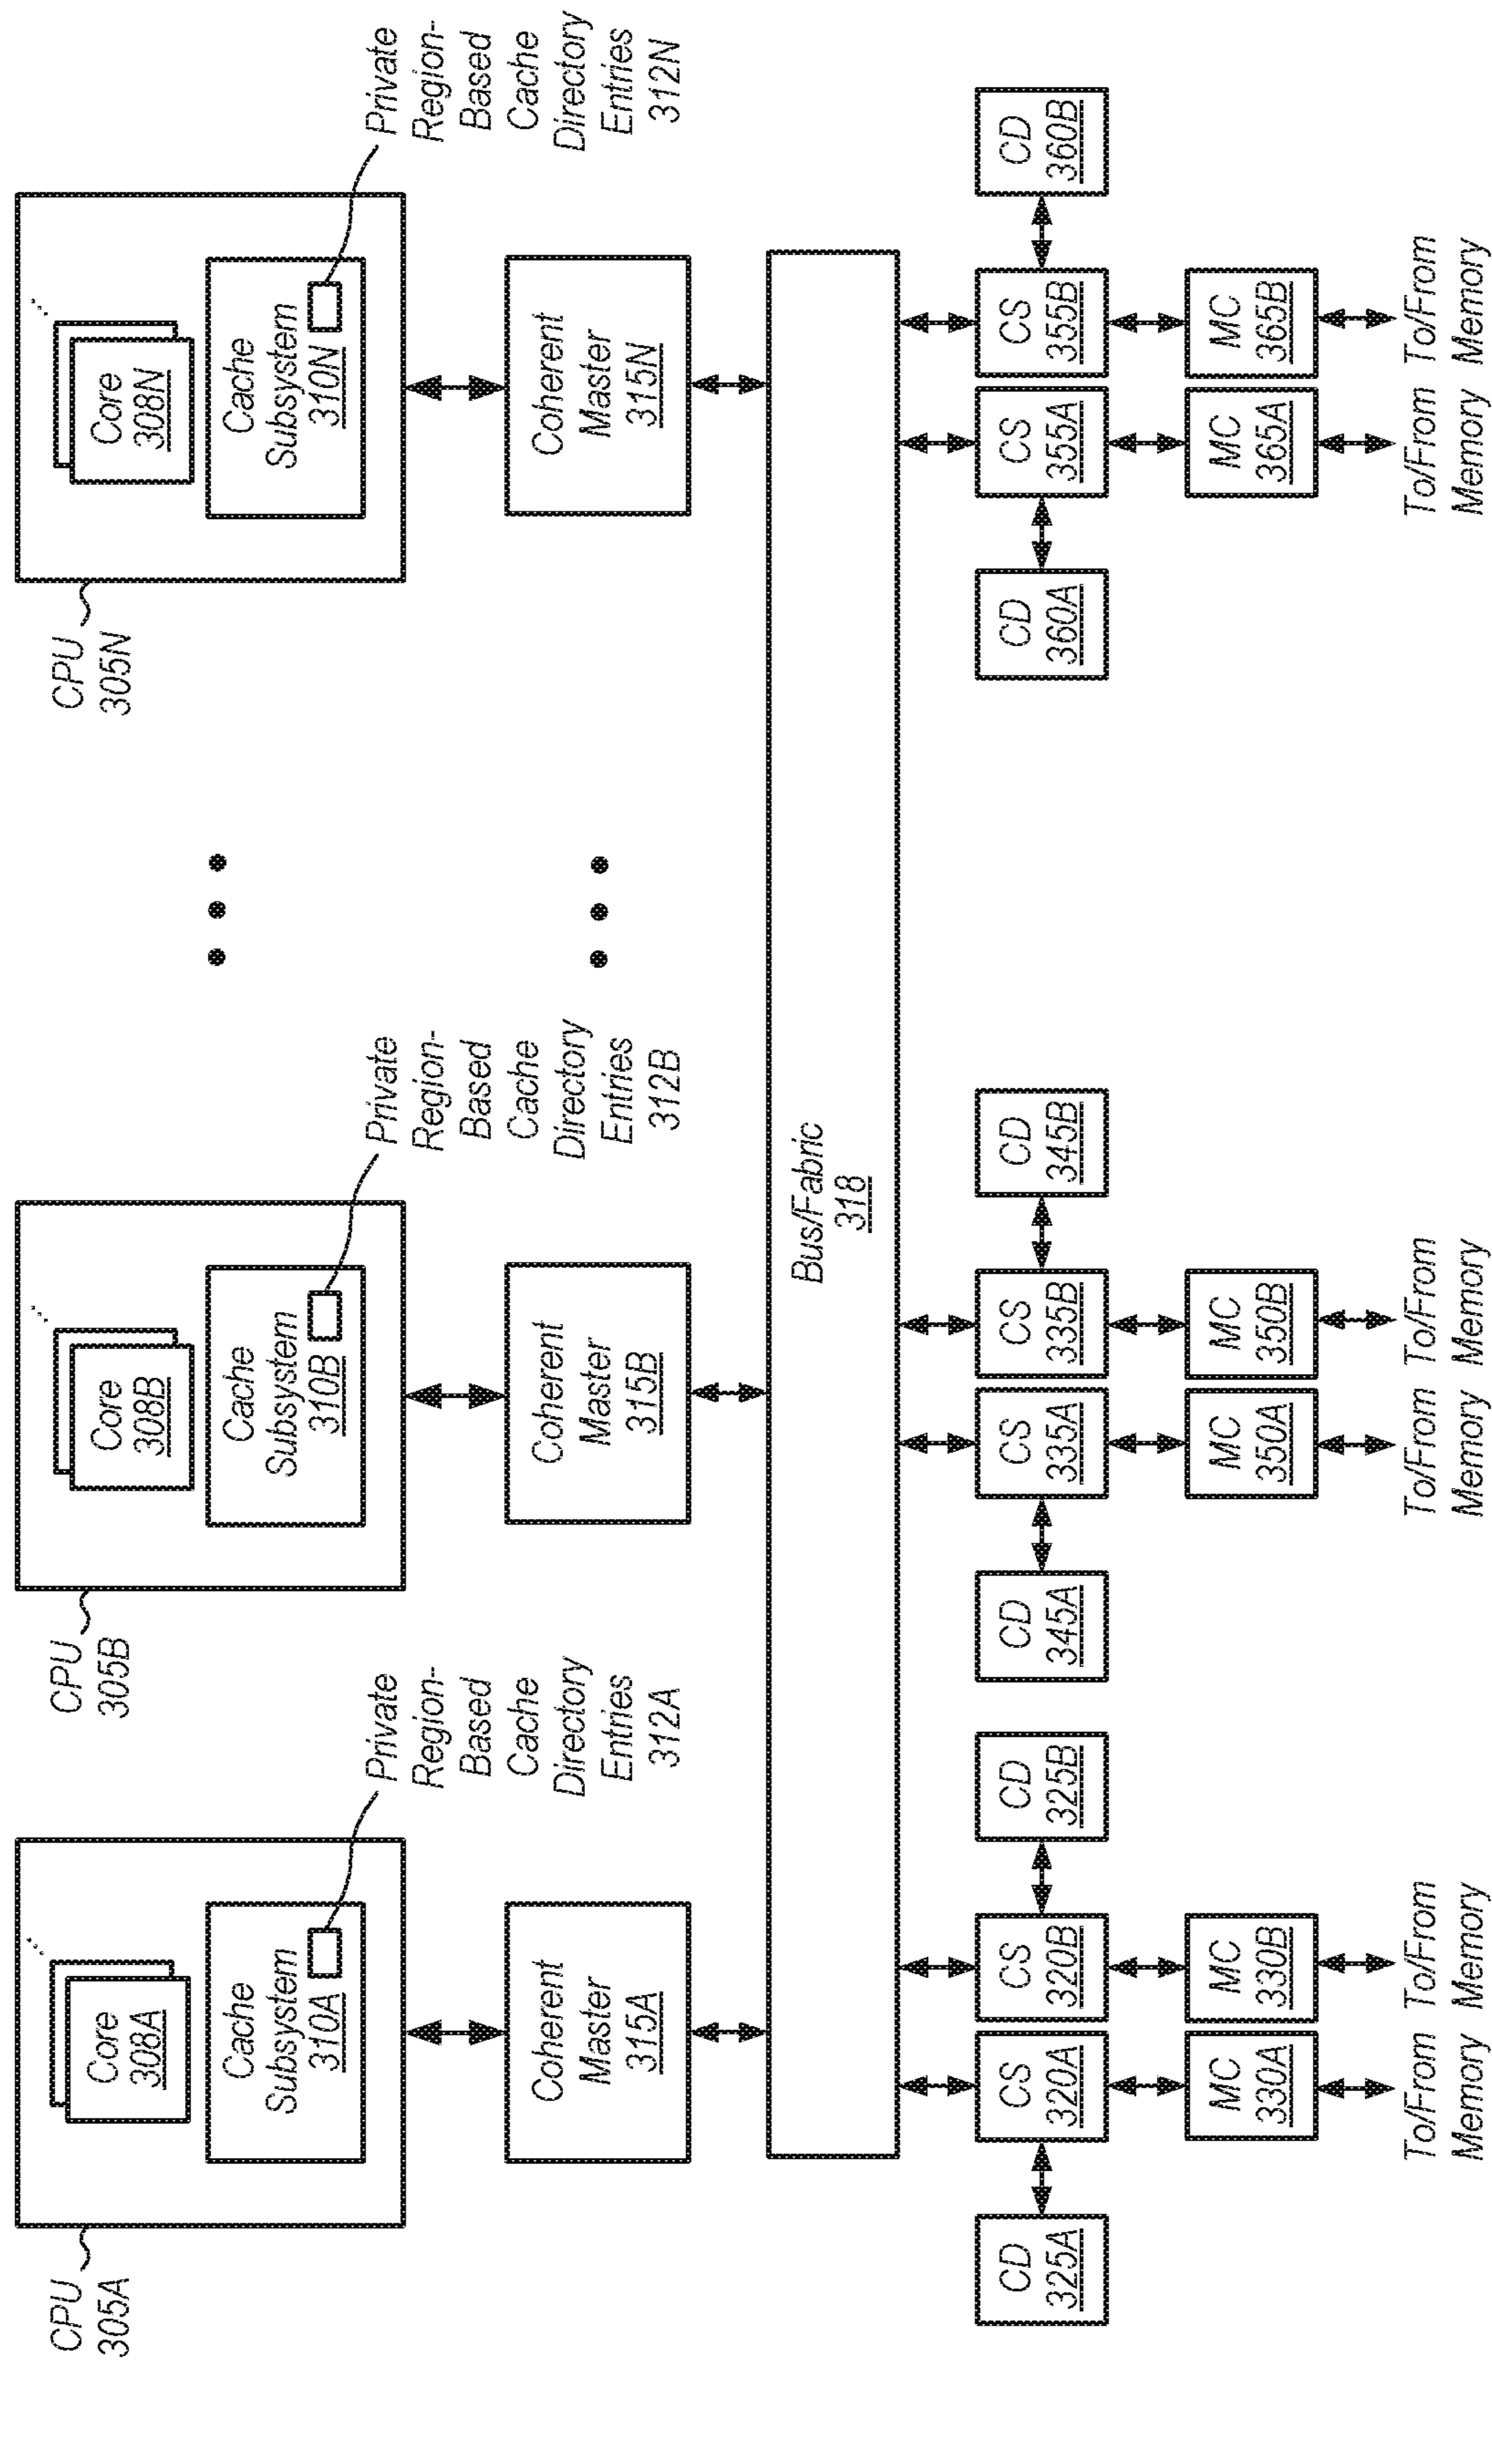 CPU
305A
Core
308A
Cache
Subsystem
310A
Private
Region-
Based
Cache
Directory
Entries
312A
CPU
305B
Core
308B
Cache
Subsystem
310B
Private
Region-
Based
Cache
Directory
Entries
312B
CPU
305N
Core
308N
Cache
Subsystem
310N
Private
Region-
Based
Cache
Directory
Entries
312N
Coherent
Master
315A
Coherent
Master
315B
Coherent
Master
315N
Bus/Fabric
318
CD
325A
CS
320A
CS
320B
CD
325B
CD
345A
CS
335A
CS
335B
CD
345B
CD
360A
CS
355A
CS
355B
CD
360B
MC
330A
MC
330B
MC
350A
MC
350B
MC
365A
MC
365B
To/From
Memory
To/From
Memory
To/From
Memory
To/From
Memory
To/From
Memory
To/From
Memory